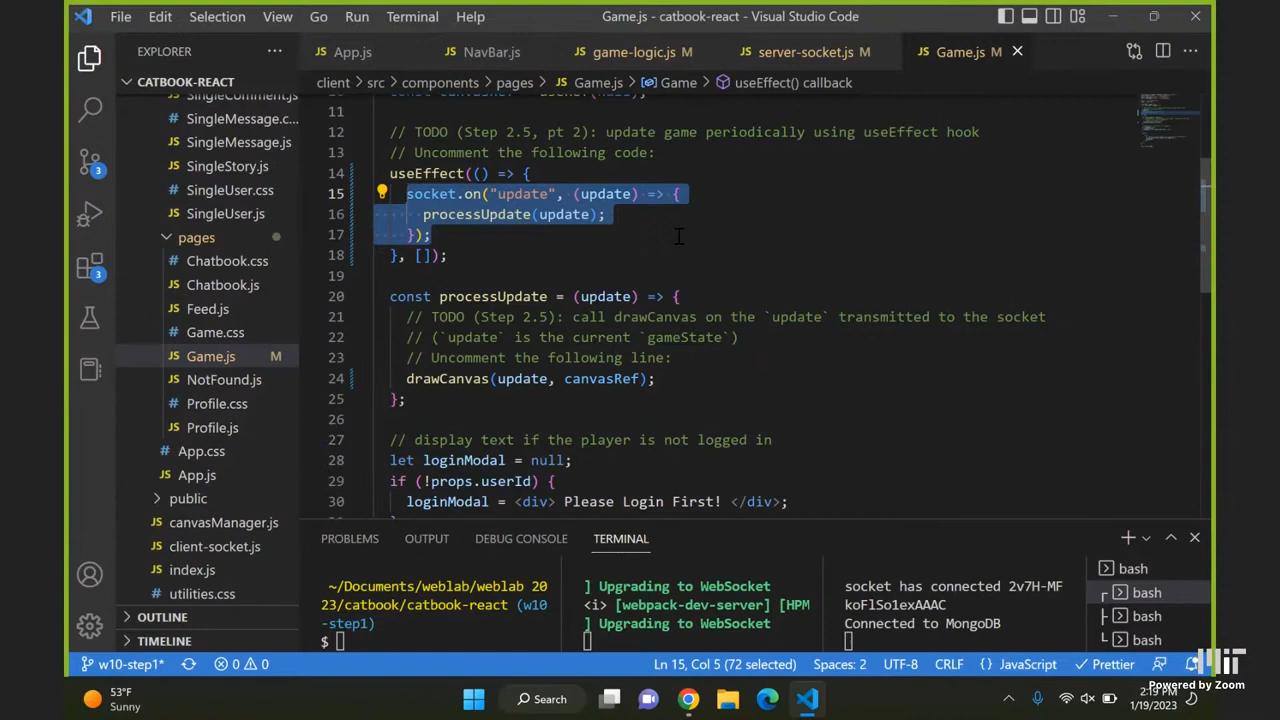 File Edit Selection View Go Run Terminal Help
Game.js - catbook-react - Visual Studio Code
EXPLORER
App.js NavBar.js game-logic.js M server-socket.js M Game.js M
CATBOOK-REACT
client > src > components > pages > Game.js > Game > useEffect() callback
SingleComment.js
SingleMessage.c...
SingleMessage.js
SingleStory.js
SingleUser.css
SingleUser.js
pages
Chatbook.css
Chatbook.js
Feed.js
Game.css
Game.js M
NotFound.js
Profile.css
Profile.js
App.css
App.js
public
canvasManager.js
client-socket.js
index.js
utilities.css
OUTLINE
TIMELINE
3
3
11
12 // TODO (Step 2.5, pt 2): update game periodically using useEffect hook
13 // Uncomment the following code:
14 useEffect(() => {
15 socket.on("update", (update) => {
16 processUpdate(update);
17 });
18 }, []);
19
20 const processUpdate = (update) => {
21 // TODO (Step 2.5): call drawCanvas on the `update` transmitted to the socket
22 // (`update` is the current `gameState`)
23 // Uncomment the following line:
24 drawCanvas(update, canvasRef);
25 };
26
27 // display text if the player is not logged in
28 let loginModal = null;
29 if (!props.userId) {
30 loginModal = <div> Please Login First! </div>;
PROBLEMS OUTPUT DEBUG CONSOLE TERMINAL
~/Documents/weblab/weblab 20
23/catbook/catbook-react (w10
-step1)
$
] Upgrading to WebSocket
<i> [webpack-dev-server] [HPM
] Upgrading to WebSocket
socket has connected 2v7H-MF
koFlSo1exAAAC
Connected to MongoDB
bash
bash
bash
bash
w10-step1* 0 0 Ln 15, Col 5 (72 selected) Spaces: 2 UTF-8 CRLF {} JavaScript Prettier
53°F
Sunny
Search
2:19 PM
1/19/2023
Powered by Zoom